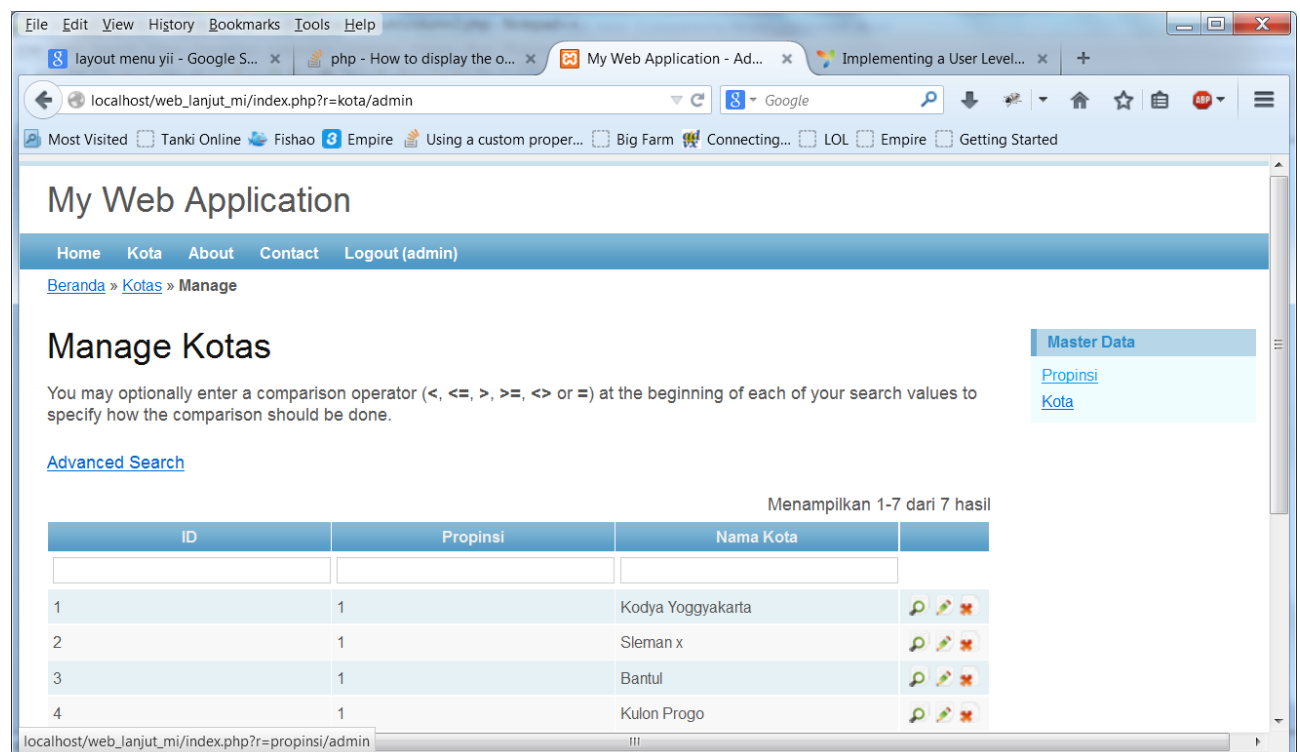 File Edit View History Bookmarks Tools Help
layout menu yii - Google S... php - How to display the o... My Web Application - Ad... Implementing a User Level...
localhost/web_lanjut_mi/index.php?r=kota/admin Google
Most Visited Tanki Online Fishao Empire Using a custom proper... Big Farm Connecting... LOL Empire Getting Started
My Web Application
Home Kota About Contact Logout (admin)
Beranda » Kotas » Manage
Manage Kotas
Master Data
Propinsi
Kota
You may optionally enter a comparison operator (<, <=, >, >=, <> or =) at the beginning of each of your search values to
specify how the comparison should be done.
Advanced Search
Menampilkan 1-7 dari 7 hasil
ID Propinsi Nama Kota
1 1 Kodya Yoggyakarta
2 1 Sleman x
3 1 Bantul
4 1 Kulon Progo
localhost/web_lanjut_mi/index.php?r=propinsi/admin